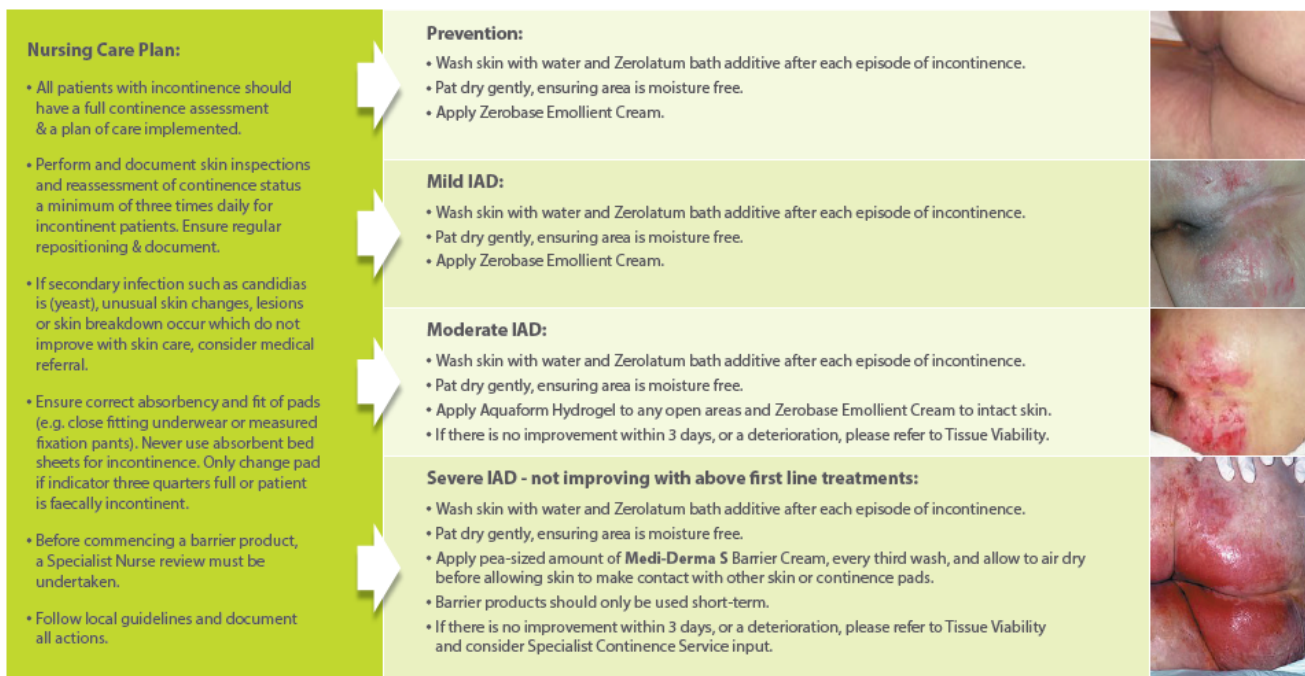 Nursing Care Plan:
• All patients with incontinence should
have a full continence assessment
& a plan of care implemented.
• Perform and document skin inspections
and reassessment of continence status
a minimum of three times daily for
incontinent patients. Ensure regular
repositioning & document.
• If secondary infection such as candidias
is (yeast), unusual skin changes, lesions
or skin breakdown occur which do not
improve with skin care, consider medical
referral.
• Ensure correct absorbency and fit of pads
(e.g. close fitting underwear or measured
fixation pants). Never use absorbent bed
sheets for incontinence. Only change pad
if indicator three quarters full or patient
is faecally incontinent.
• Before commencing a barrier product,
a Specialist Nurse review must be
undertaken.
• Follow local guidelines and document
all actions.
Prevention:
• Wash skin with water and Zerolatum bath additive after each episode of incontinence.
• Pat dry gently, ensuring area is moisture free.
• Apply Zerobase Emollient Cream.
Mild IAD:
• Wash skin with water and Zerolatum bath additive after each episode of incontinence.
• Pat dry gently, ensuring area is moisture free.
• Apply Zerobase Emollient Cream.
Moderate IAD:
• Wash skin with water and Zerolatum bath additive after each episode of incontinence.
• Pat dry gently, ensuring area is moisture free.
• Apply Aquaform Hydrogel to any open areas and Zerobase Emollient Cream to intact skin.
• If there is no improvement within 3 days, or a deterioration, please refer to Tissue Viability.
Severe IAD - not improving with above first line treatments:
• Wash skin with water and Zerolatum bath additive after each episode of incontinence.
• Pat dry gently, ensuring area is moisture free.
• Apply pea-sized amount of Medi-Derma S Barrier Cream, every third wash, and allow to air dry
before allowing skin to make contact with other skin or continence pads.
• Barrier products should only be used short-term.
• If there is no improvement within 3 days, or a deterioration, please refer to Tissue Viability
and consider Specialist Continence Service input.